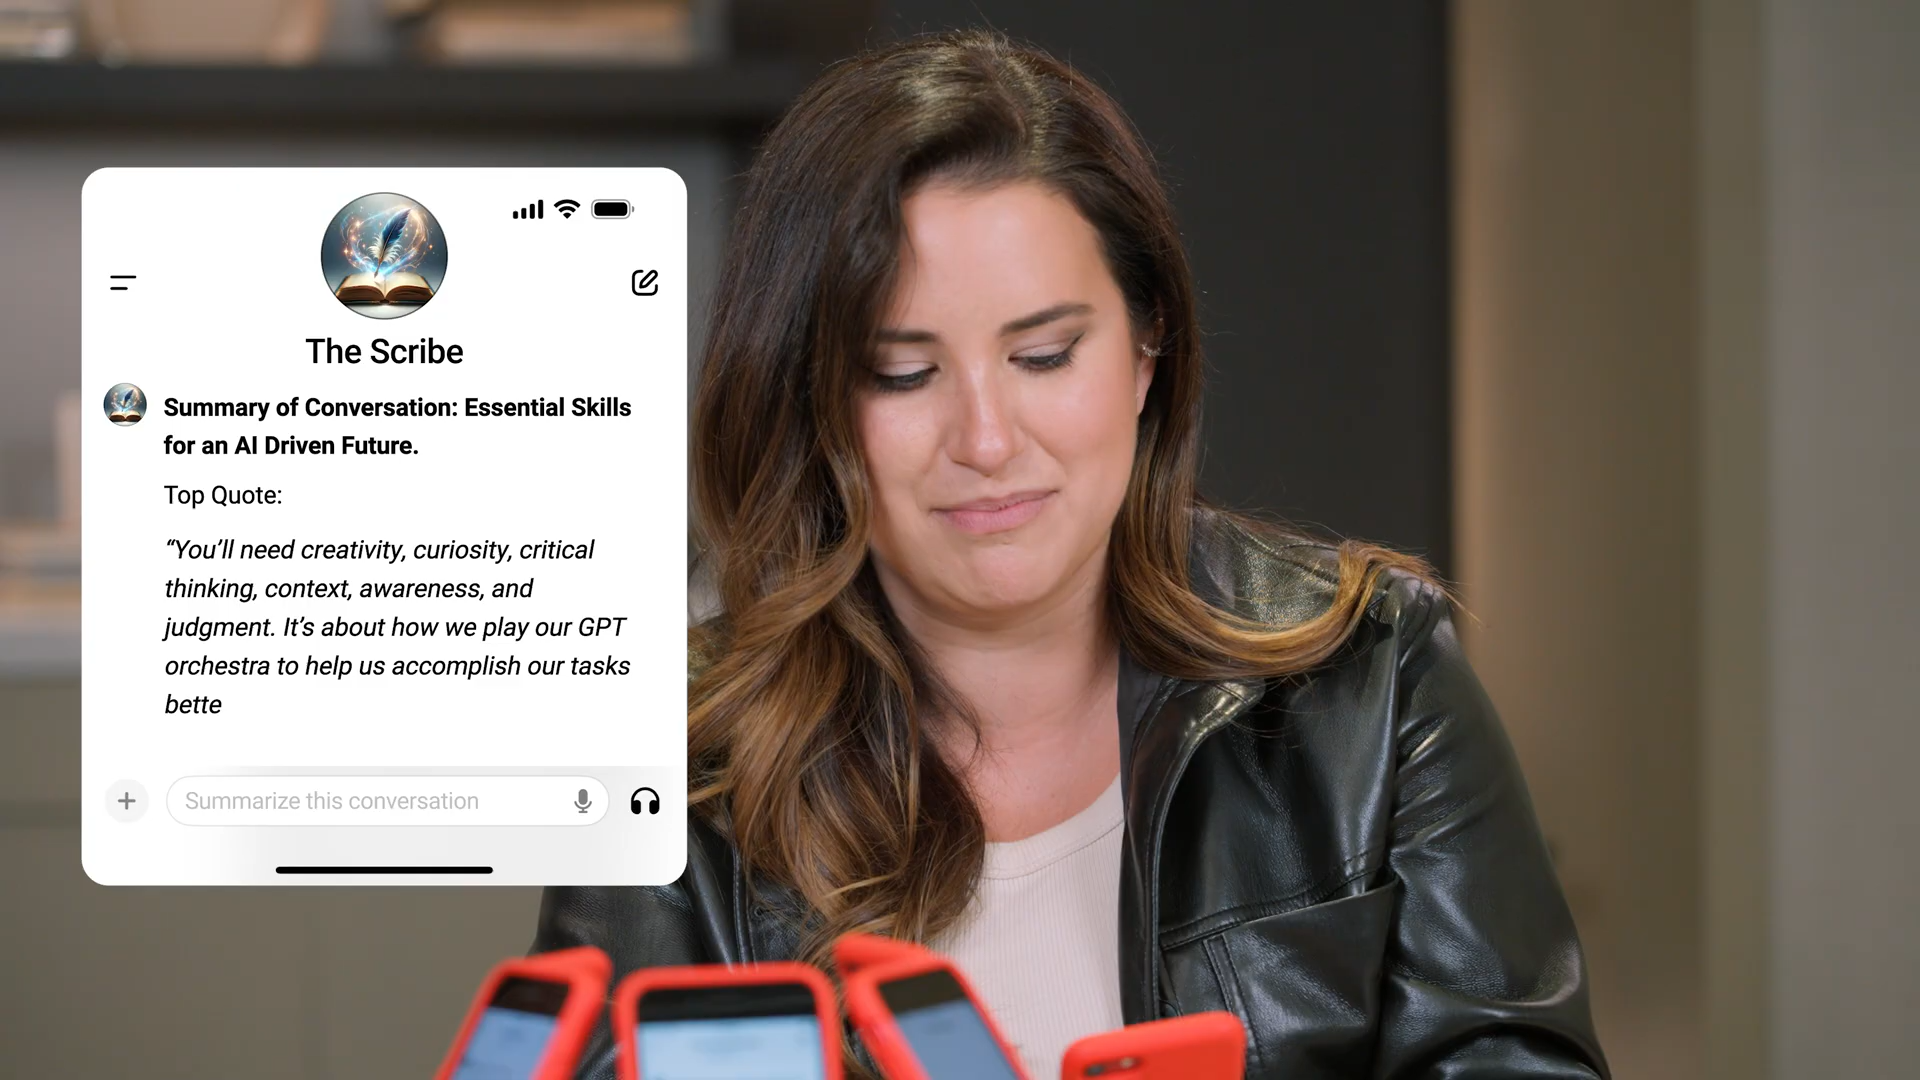 The Scribe
Summary of Conversation: Essential Skills
for an AI Driven Future.
Top Quote:
“You’ll need creativity, curiosity, critical
thinking, context, awareness, and
judgment. It’s about how we play our GPT
orchestra to help us accomplish our tasks
bette
Summarize this conversation